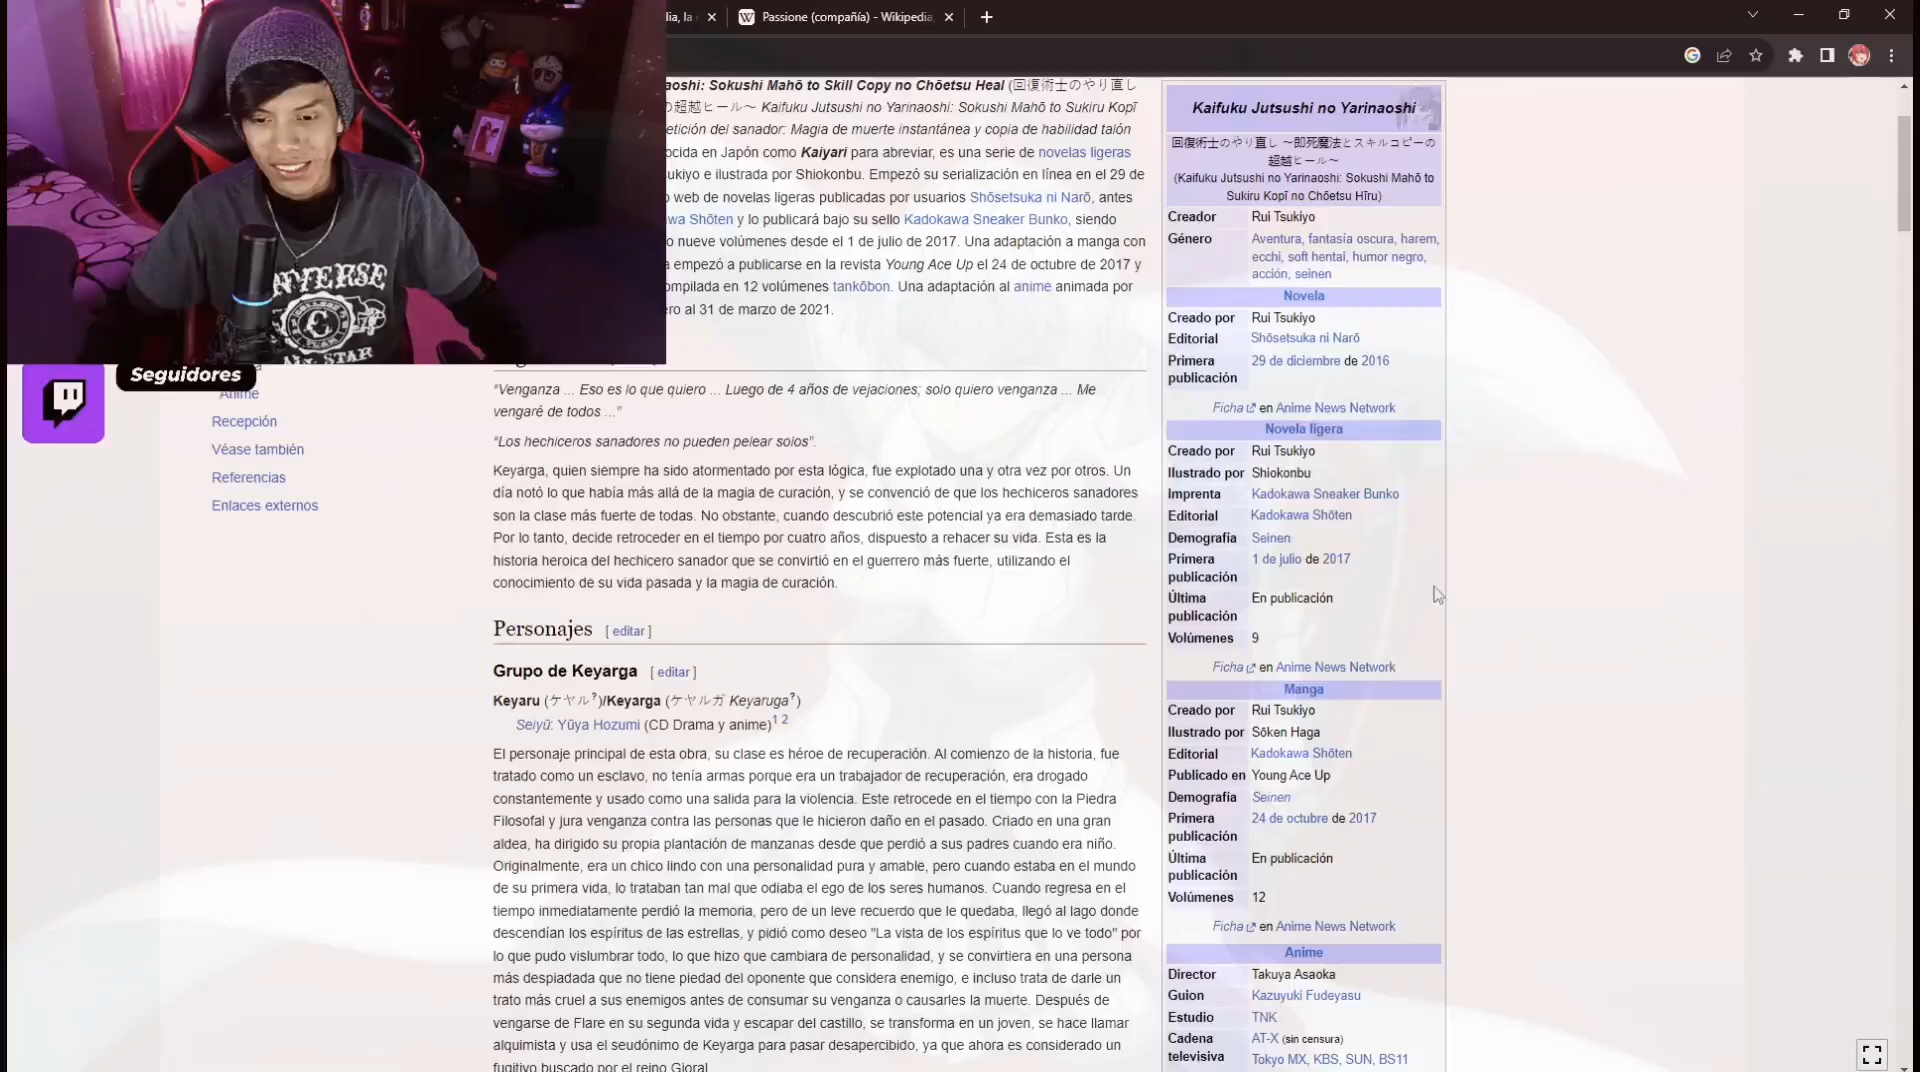 dia, la
Passione (compañía) - Wikipedia,
aoshi: Sokushi Mahō to Skill Copy no Chōetsu Heal (回復術士のやり直し
の超越ヒール〜 Kaifuku Jutsushi no Yarinaoshi: Sokushi Mahō to Sukiru Kopī
etición del sanador: Magia de muerte instantánea y copia de habilidad talón
ocida en Japón como Kaiyari para abreviar, es una serie de novelas ligeras
ukiyo e ilustrada por Shiokonbu. Empezó su serialización en línea en el 29 de
o web de novelas ligeras publicadas por usuarios Shōsetsuka ni Narō, antes
wa Shōten y lo publicará bajo su sello Kadokawa Sneaker Bunko, siendo
o nueve volúmenes desde el 1 de julio de 2017. Una adaptación a manga con
a empezó a publicarse en la revista Young Ace Up el 24 de octubre de 2017 y
ompilada en 12 volúmenes tankōbon. Una adaptación al anime animada por
ero al 31 de marzo de 2021.
NVERSE
ALL STAR
Seguidores
Anime
Recepción
Véase también
Referencias
Enlaces externos
[ editar ]
“Venganza ... Eso es lo que quiero ... Luego de 4 años de vejaciones; solo quiero venganza ... Me
vengaré de todos ...”
“Los hechiceros sanadores no pueden pelear solos”.
Keyarga, quien siempre ha sido atormentado por esta lógica, fue explotado una y otra vez por otros. Un
día notó lo que había más allá de la magia de curación, y se convenció de que los hechiceros sanadores
son la clase más fuerte de todas. No obstante, cuando descubrió este potencial ya era demasiado tarde.
Por lo tanto, decide retroceder en el tiempo por cuatro años, dispuesto a rehacer su vida. Esta es la
historia heroica del hechicero sanador que se convirtió en el guerrero más fuerte, utilizando el
conocimiento de su vida pasada y la magia de curación.
Personajes [ editar ]
Grupo de Keyarga [ editar ]
Keyaru (ケヤル?)/Keyarga (ケヤルガ Keyaruga?)
Seiyū: Yūya Hozumi (CD Drama y anime)1 2
El personaje principal de esta obra, su clase es héroe de recuperación. Al comienzo de la historia, fue
tratado como un esclavo, no tenía armas porque era un trabajador de recuperación, era drogado
constantemente y usado como una salida para la violencia. Este retrocede en el tiempo con la Piedra
Filosofal y jura venganza contra las personas que le hicieron daño en el pasado. Criado en una gran
aldea, ha dirigido su propia plantación de manzanas desde que perdió a sus padres cuando era niño.
Originalmente, era un chico lindo con una personalidad pura y amable, pero cuando estaba en el mundo
de su primera vida, lo trataban tan mal que odiaba el ego de los seres humanos. Cuando regresa en el
tiempo inmediatamente perdió la memoria, pero de un leve recuerdo que le quedaba, llegó al lago donde
descendían los espíritus de las estrellas, y pidió como deseo "La vista de los espíritus que lo ve todo" por
lo que pudo vislumbrar todo, lo que hizo que cambiara de personalidad, y se convirtiera en una persona
más despiadada que no tiene piedad del oponente que considera enemigo, e incluso trata de darle un
trato más cruel a sus enemigos antes de consumar su venganza o causarles la muerte. Después de
vengarse de Flare en su segunda vida y escapar del castillo, se transforma en un joven, se hace llamar
alquimista y usa el seudónimo de Keyarga para pasar desapercibido, ya que ahora es considerado un
fugitivo buscado por el reino Gioral
Kaifuku Jutsushi no Yarinaoshi
回復術士のやり直し 〜即死魔法とスキルコピーの
超越ヒール〜
(Kaifuku Jutsushi no Yarinaoshi: Sokushi Mahō to
Sukiru Kopī no Chōetsu Hīru)
Creador Rui Tsukiyo
Género Aventura, fantasía oscura, harem,
ecchi, soft hentai, humor negro,
acción, seinen
Novela
Creado por Rui Tsukiyo
Editorial Shōsetsuka ni Narō
Primera 29 de diciembre de 2016
publicación
Ficha en Anime News Network
Novela ligera
Creado por Rui Tsukiyo
Ilustrado por Shiokonbu
Imprenta Kadokawa Sneaker Bunko
Editorial Kadokawa Shōten
Demografía Seinen
Primera 1 de julio de 2017
publicación
Última En publicación
publicación
Volúmenes 9
Ficha en Anime News Network
Manga
Creado por Rui Tsukiyo
Ilustrado por Sōken Haga
Editorial Kadokawa Shōten
Publicado en Young Ace Up
Demografía Seinen
Primera 24 de octubre de 2017
publicación
Última En publicación
publicación
Volúmenes 12
Ficha en Anime News Network
Anime
Director Takuya Asaoka
Guion Kazuyuki Fudeyasu
Estudio TNK
Cadena AT-X (sin censura)
televisiva Tokyo MX, KBS, SUN, BS11